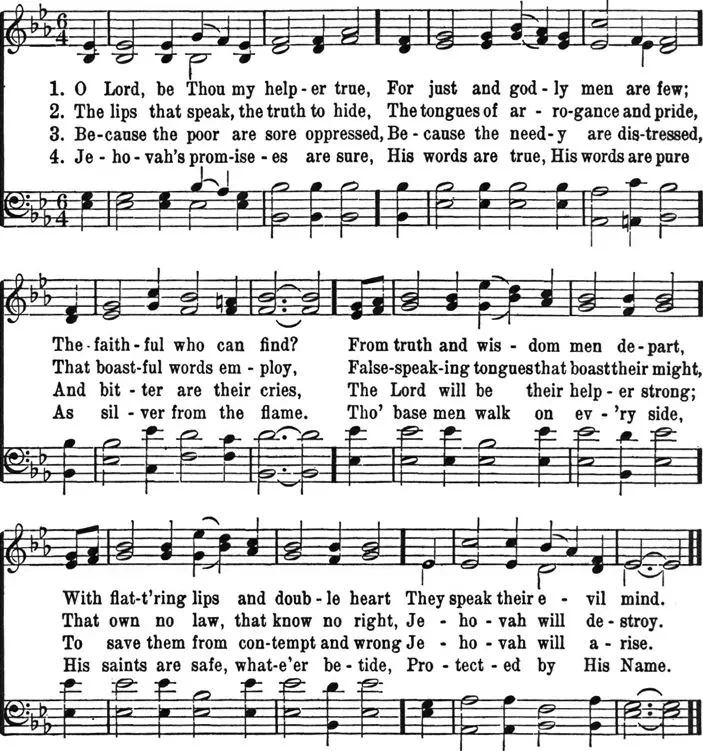 1. O Lord, be Thou my help-er true, For just and god-ly men are few;
2. The lips that speak, the truth to hide, The tongues of ar - ro-gance and pride,
3. Be-cause the poor are sore oppressed, Be-cause the need-y are dis-tressed,
4. Je-ho-vah's prom-is-es are sure, His words are true, His words are pure
The-faith-ful who can find? From truth and wis-dom men de-part,
That boast-ful words em-ploy, False-speak-ing tongues that boast their might,
And bit-ter are their cries, The Lord will be their help-er strong;
As sil-ver from the flame. Tho' base men walk on ev-'ry side,
With flat-t'ring lips and doub-le heart They speak their e-vil mind.
That own no law, that know no right, Je-ho-vah will de-stroy.
To save them from con-tempt and wrong Je-ho-vah will a-rise.
His saints are safe, what-e'er be-tide, Pro-tect-ed by His Name.